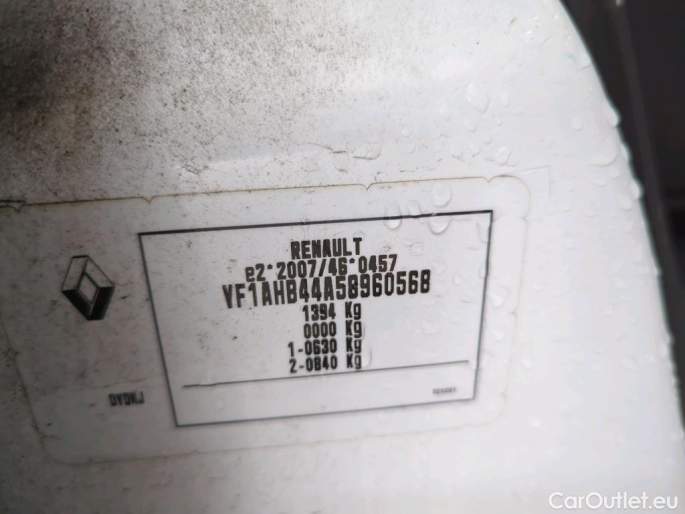 RENAULT
e2*2007/46*0457
VF1AHB44A58960568
1394 Kg
0000 Kg
1-0630 Kg
2-0840 Kg
CarOutlet.eu